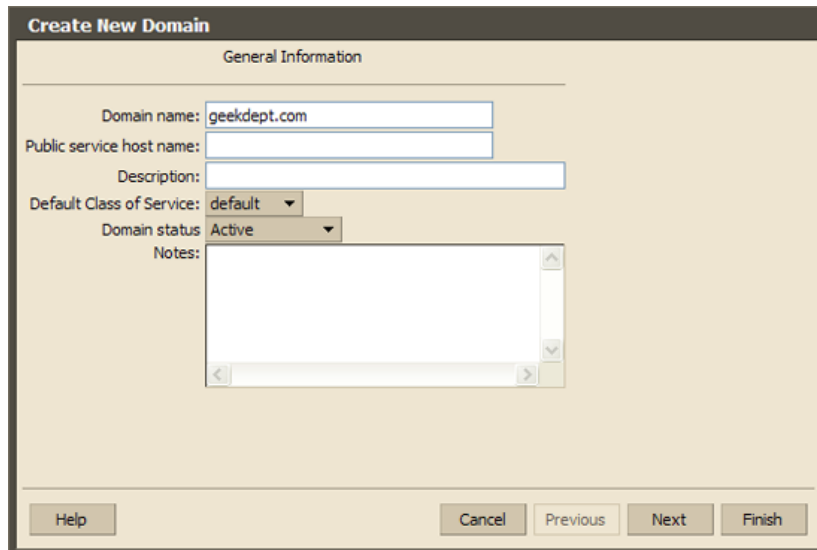 Create New Domain
General Information
Domain name: geekdept.com
Public service host name:
Description:
Default Class of Service: default
Domain status Active
Notes:
Help Cancel Previous Next Finish